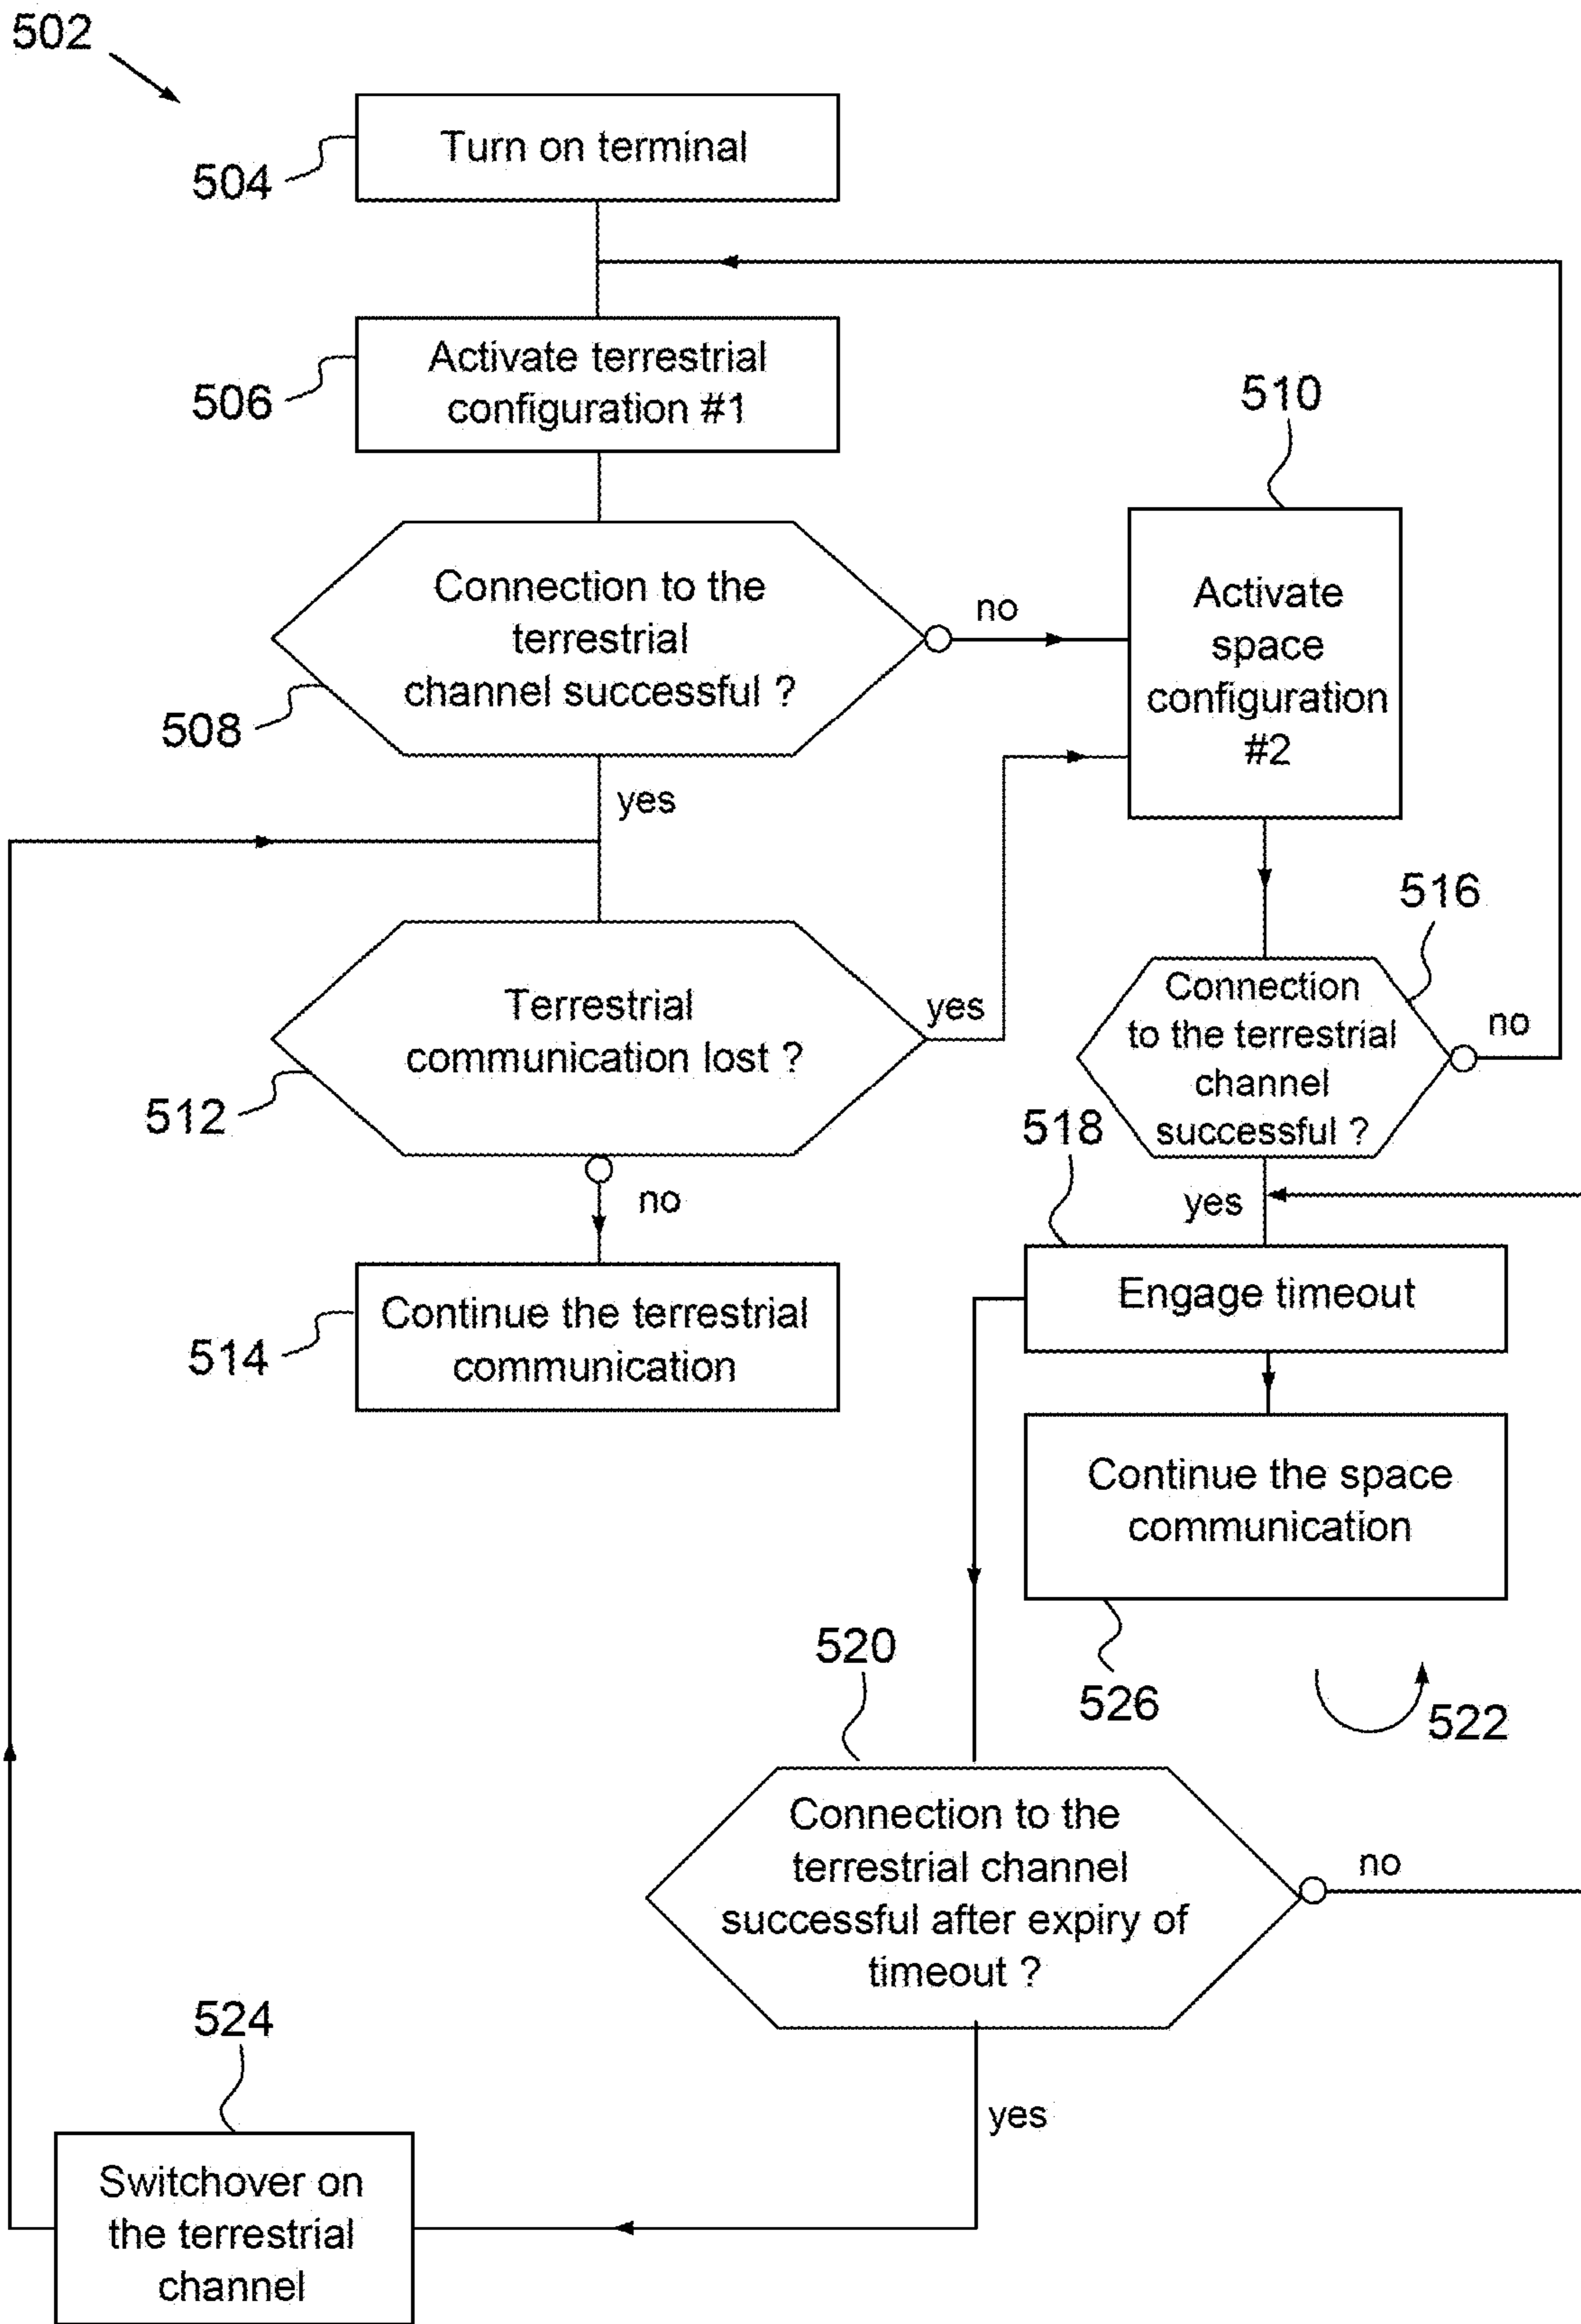 502
504
Turn on terminal
506
Activate terrestrial
configuration #1
510
508
Connection to the
terrestrial
channel successful ?
no
Activate
space
configuration
#2
yes
516
512
Terrestrial
communication lost ?
yes
Connection
to the terrestrial
channel
successful ?
no
518
no
yes
514
Continue the terrestrial
communication
Engage timeout
Continue the space
communication
520
526
522
Connection to the
terrestrial channel
successful after expiry of
timeout ?
no
524
yes
Switchover on
the terrestrial
channel